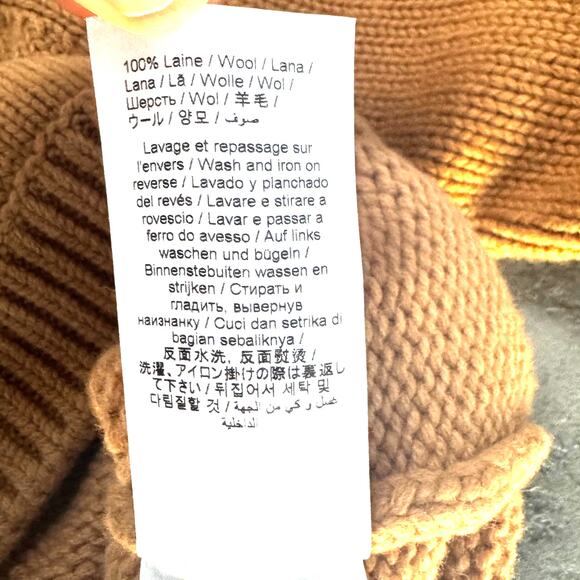 100% Laine / Wool / Lana /
Lana / Lã / Wolle / Wol /
Шерсть / Wol / 羊毛 /
ウール / 양모 / صوف /
Lavage et repassage sur
l'envers / Wash and iron on
reverse / Lavado y planchado
del revés / Lavare e stirare a
rovescio / Lavar e passar a
ferro do avesso / Auf links
waschen und bügeln /
Binnenstebuiten wassen en
strijken / Стирать и
гладить, вывернув
наизнанку / Cuci dan setrika di
bagian sebaliknya /
反面水洗, 反面熨烫 /
洗濯、アイロン掛けの際は裏返し
て下さい / 뒤집어서 세탁 및
다림질할 것 / غسل و كي من الجهة
الداخلية